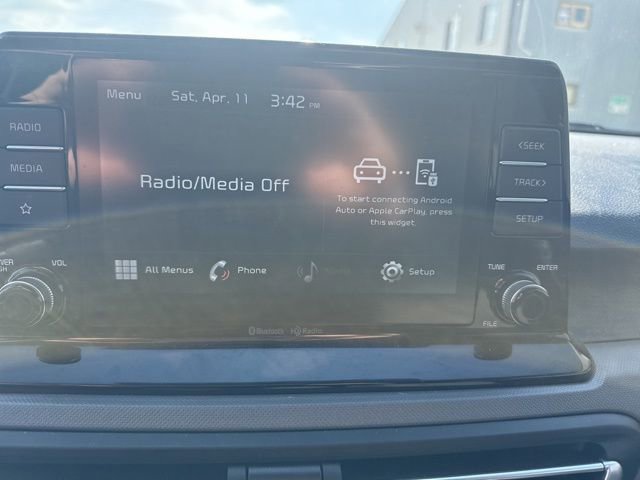 Menu Sat, Apr. 11 3:42 PM
RADIO
MEDIA
Radio/Media Off
To start connecting Android
Auto or Apple CarPlay, press
this widget.
<SEEK
TRACK>
SETUP
VOL
All Menus Phone Setup
TUNE ENTER
FILE
Bluetooth HD Radio